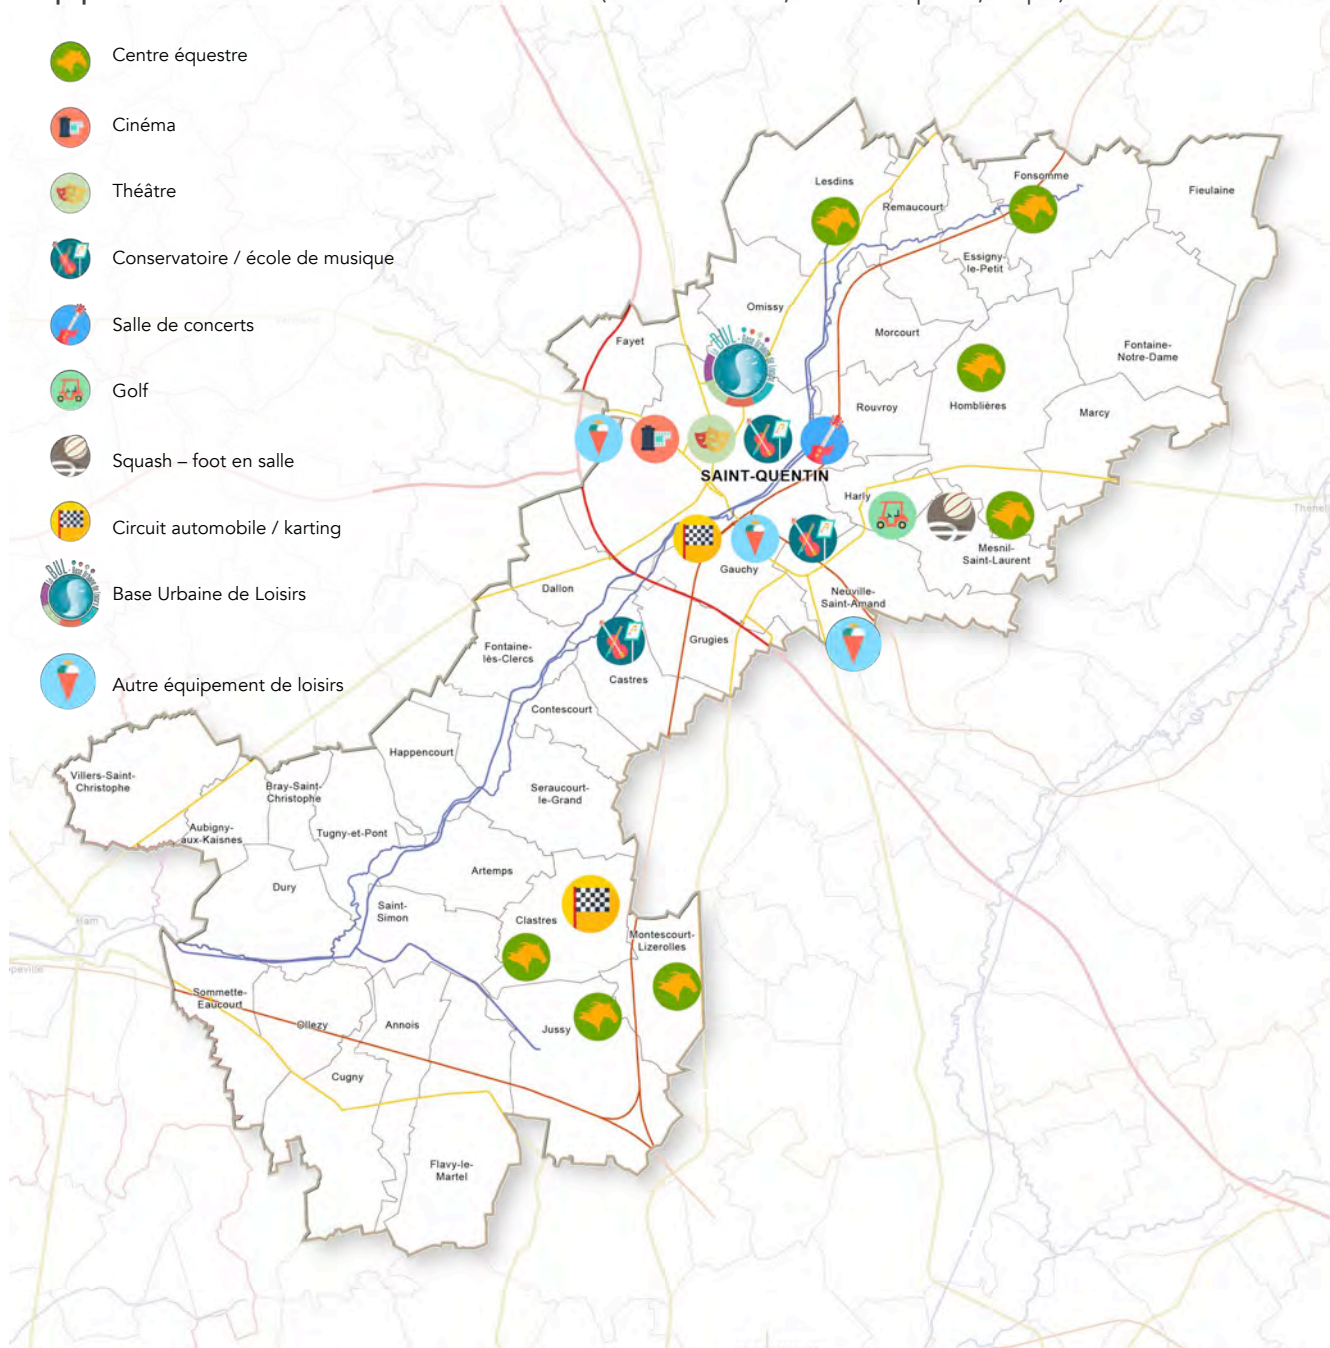 Centre équestre
Cinéma
Théâtre
Conservatoire / école de musique
Salle de concerts
Golf
Squash – foot en salle
Circuit automobile / karting
Base Urbaine de Loisirs
Autre équipement de loisirs
Lesdins
Fonsomme
Fieulaine
Remaucourt
Essigny-
le-Petit
Omissy
Morcourt
Fayet
Fontaine-
Notre-Dame
Rouvroy
Homblières
Marcy
SAINT-QUENTIN
Harly
Mesnil-
Saint-Laurent
Gauchy
Dallon
Neuville-
Saint-Amand
Grugies
Fontaine-
lès-Clercs
Castres
Contescourt
Happencourt
Villers-Saint-
Christophe
Bray-Saint-
Christophe
Seraucourt-
le-Grand
Aubigny-
aux-Kaisnes
Tugny-et-Pont
Artemps
Dury
Saint-
Simon
Clastres
Ham
Montescourt-
Lizerolles
Sommette-
Eaucourt
Ollezy
Annois
Jussy
Cugny
Flavy-le-
Martel